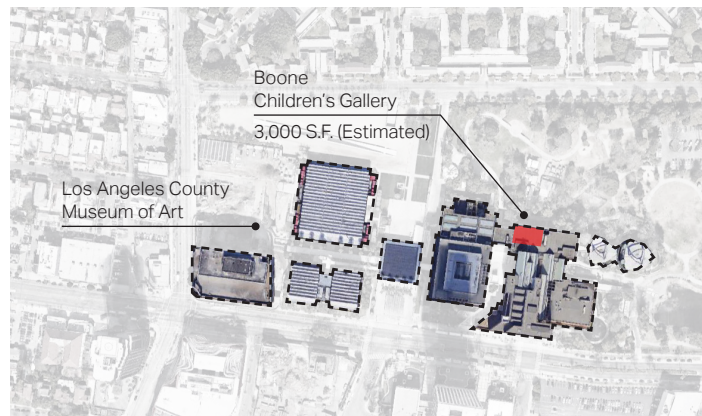 Boone
Children's Gallery
3,000 S.F. (Estimated)
Los Angeles County
Museum of Art